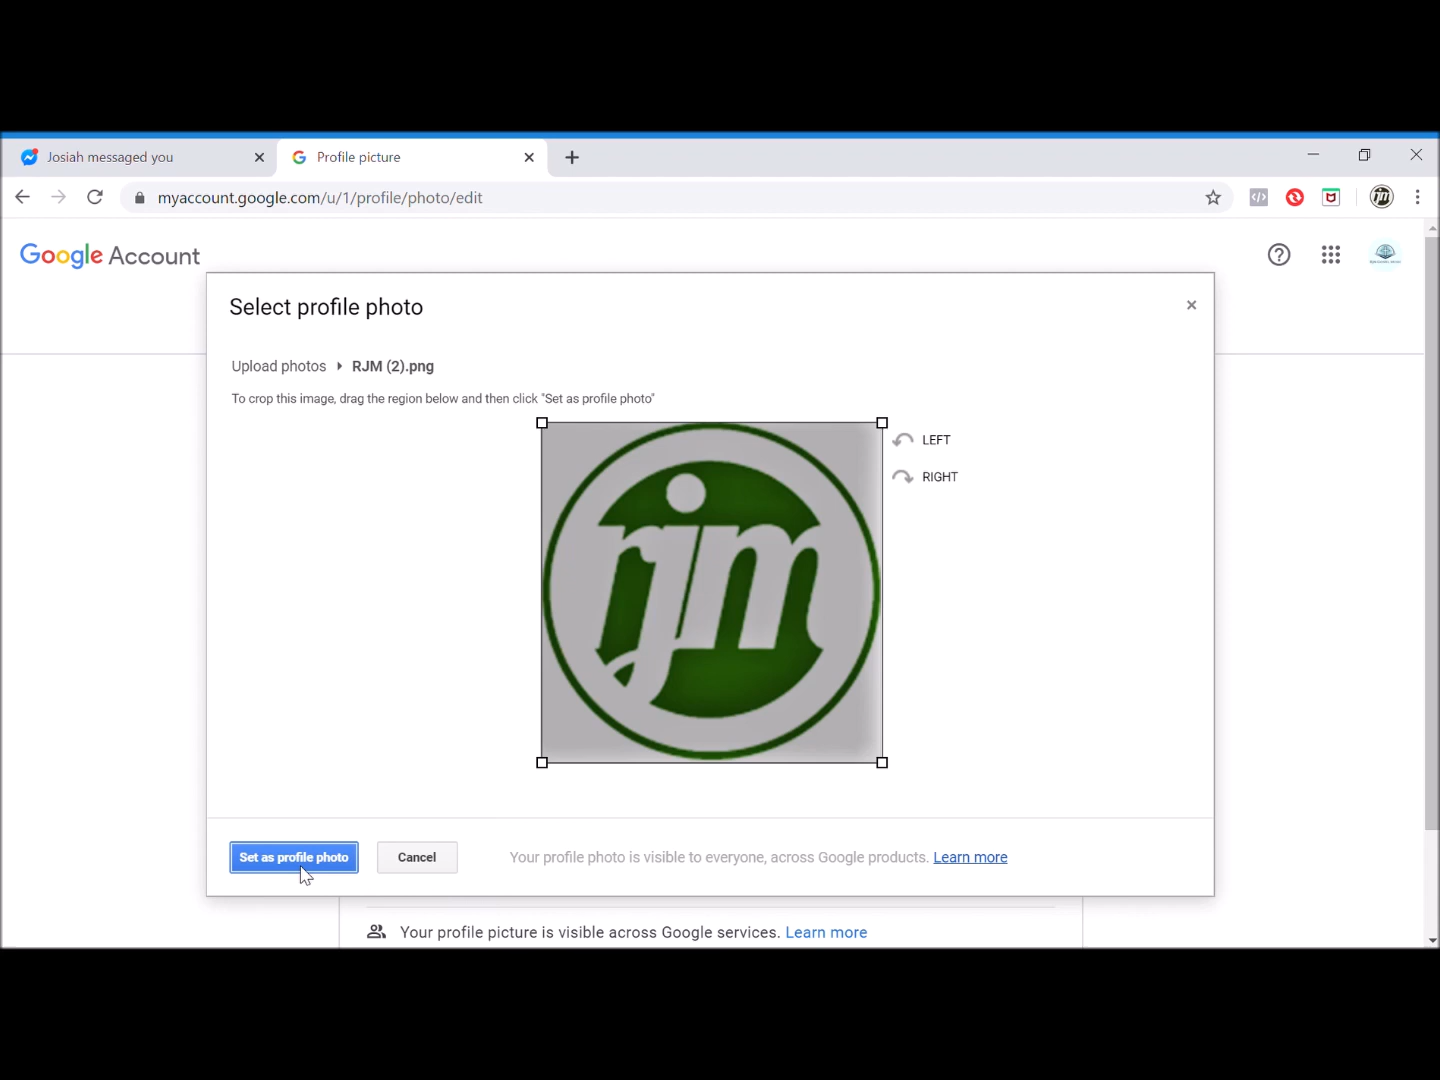 Josiah messaged you
Profile picture
myaccount.google.com/u/1/profile/photo/edit
Google Account
Select profile photo
Upload photos RJM (2).png
To crop this image, drag the region below and then click "Set as profile photo"
LEFT
RIGHT
rjm
Set as profile photo
Cancel
Your profile photo is visible to everyone, across Google products. Learn more
Your profile picture is visible across Google services. Learn more